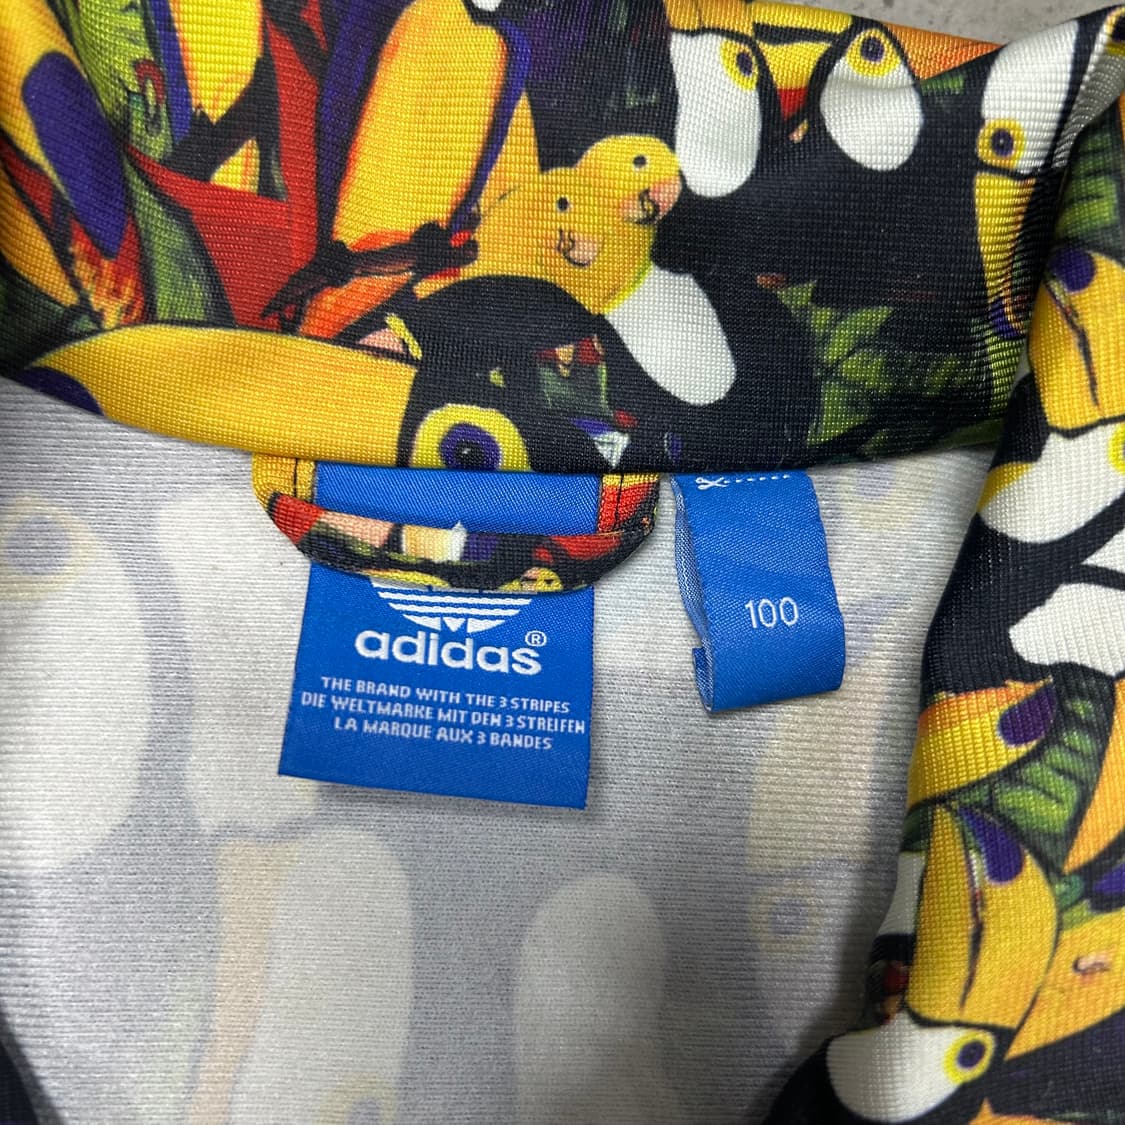 adidas®
THE BRAND WITH THE 3 STRIPES
DIE WELTMARKE MIT DEN 3 STREIFEN
LA MARQUE AUX 3 BANDES
100